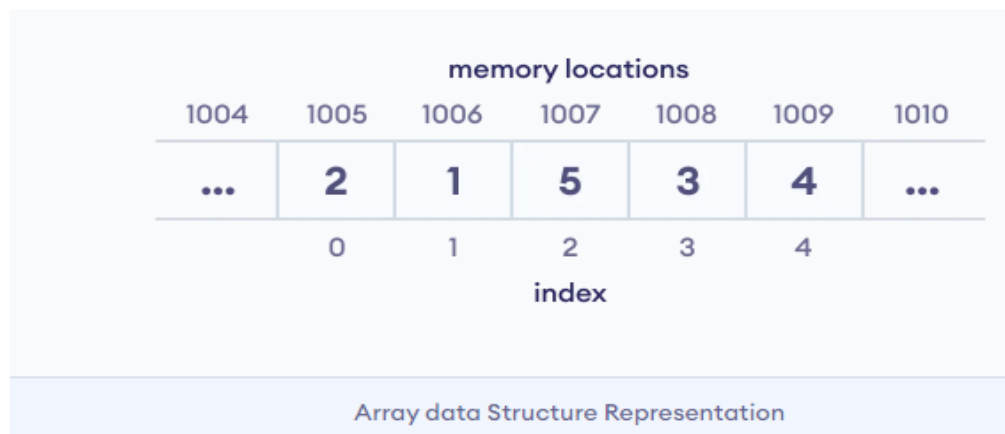 memory locations
1004 1005 1006 1007 1008 1009 1010
... 2 1 5 3 4 ...
0 1 2 3 4
index
Array data Structure Representation